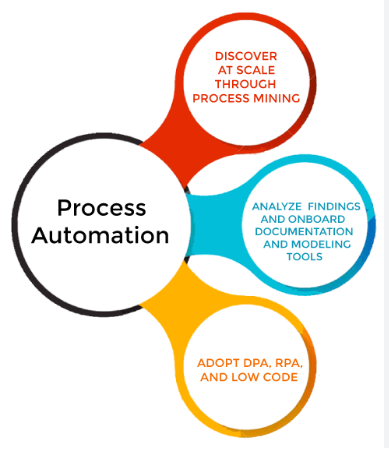 DISCOVER
AT SCALE
THROUGH
PROCESS MINING
Process
Automation
ANALYZE FINDINGS
AND ONBOARD
DOCUMENTATION
AND MODELING
TOOLS
ADOPT DPA, RPA,
AND LOW CODE